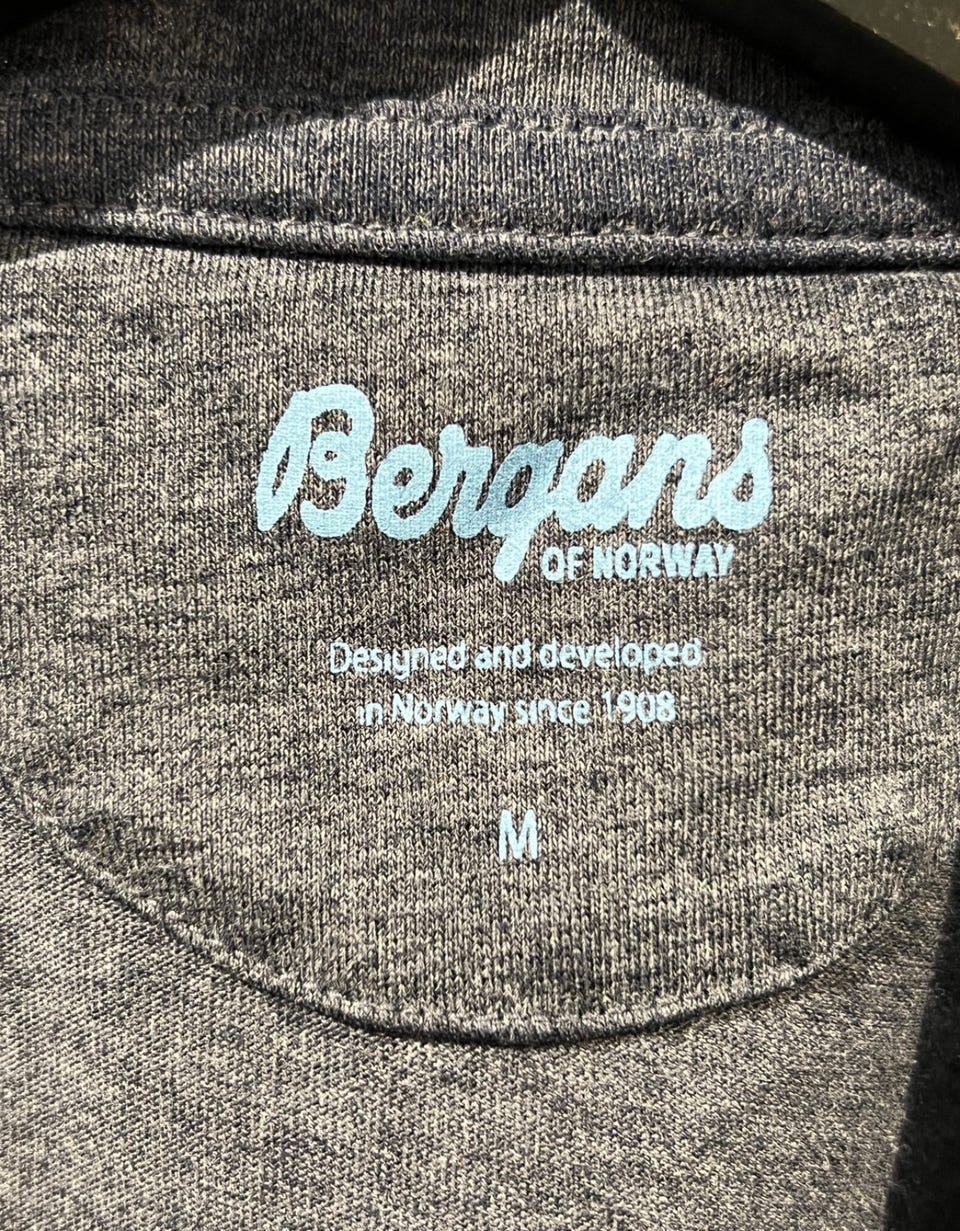 Bergans
OF NORWAY
Designed and developed
in Norway since 1908
M